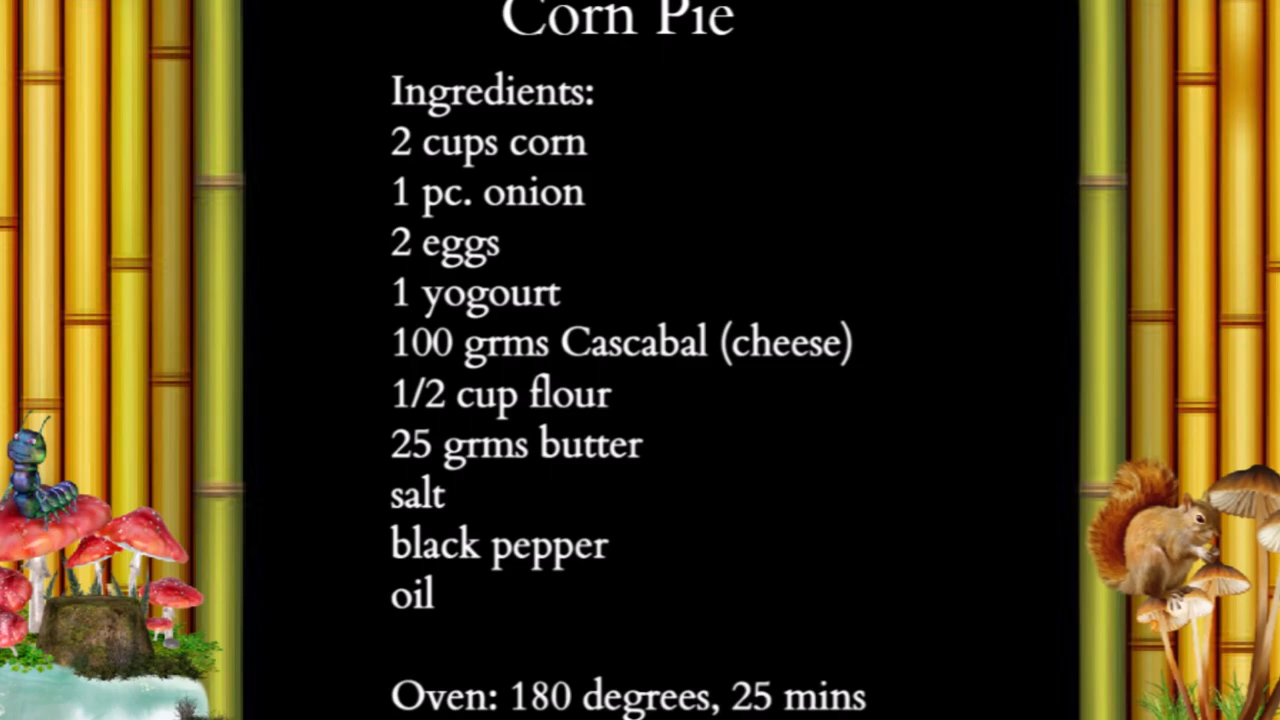 Corn Pie
Ingredients:
2 cups corn
1 pc. onion
2 eggs
1 yogourt
100 grms Cascabal (cheese)
1/2 cup flour
25 grms butter
salt
black pepper
oil
Oven: 180 degrees, 25 mins